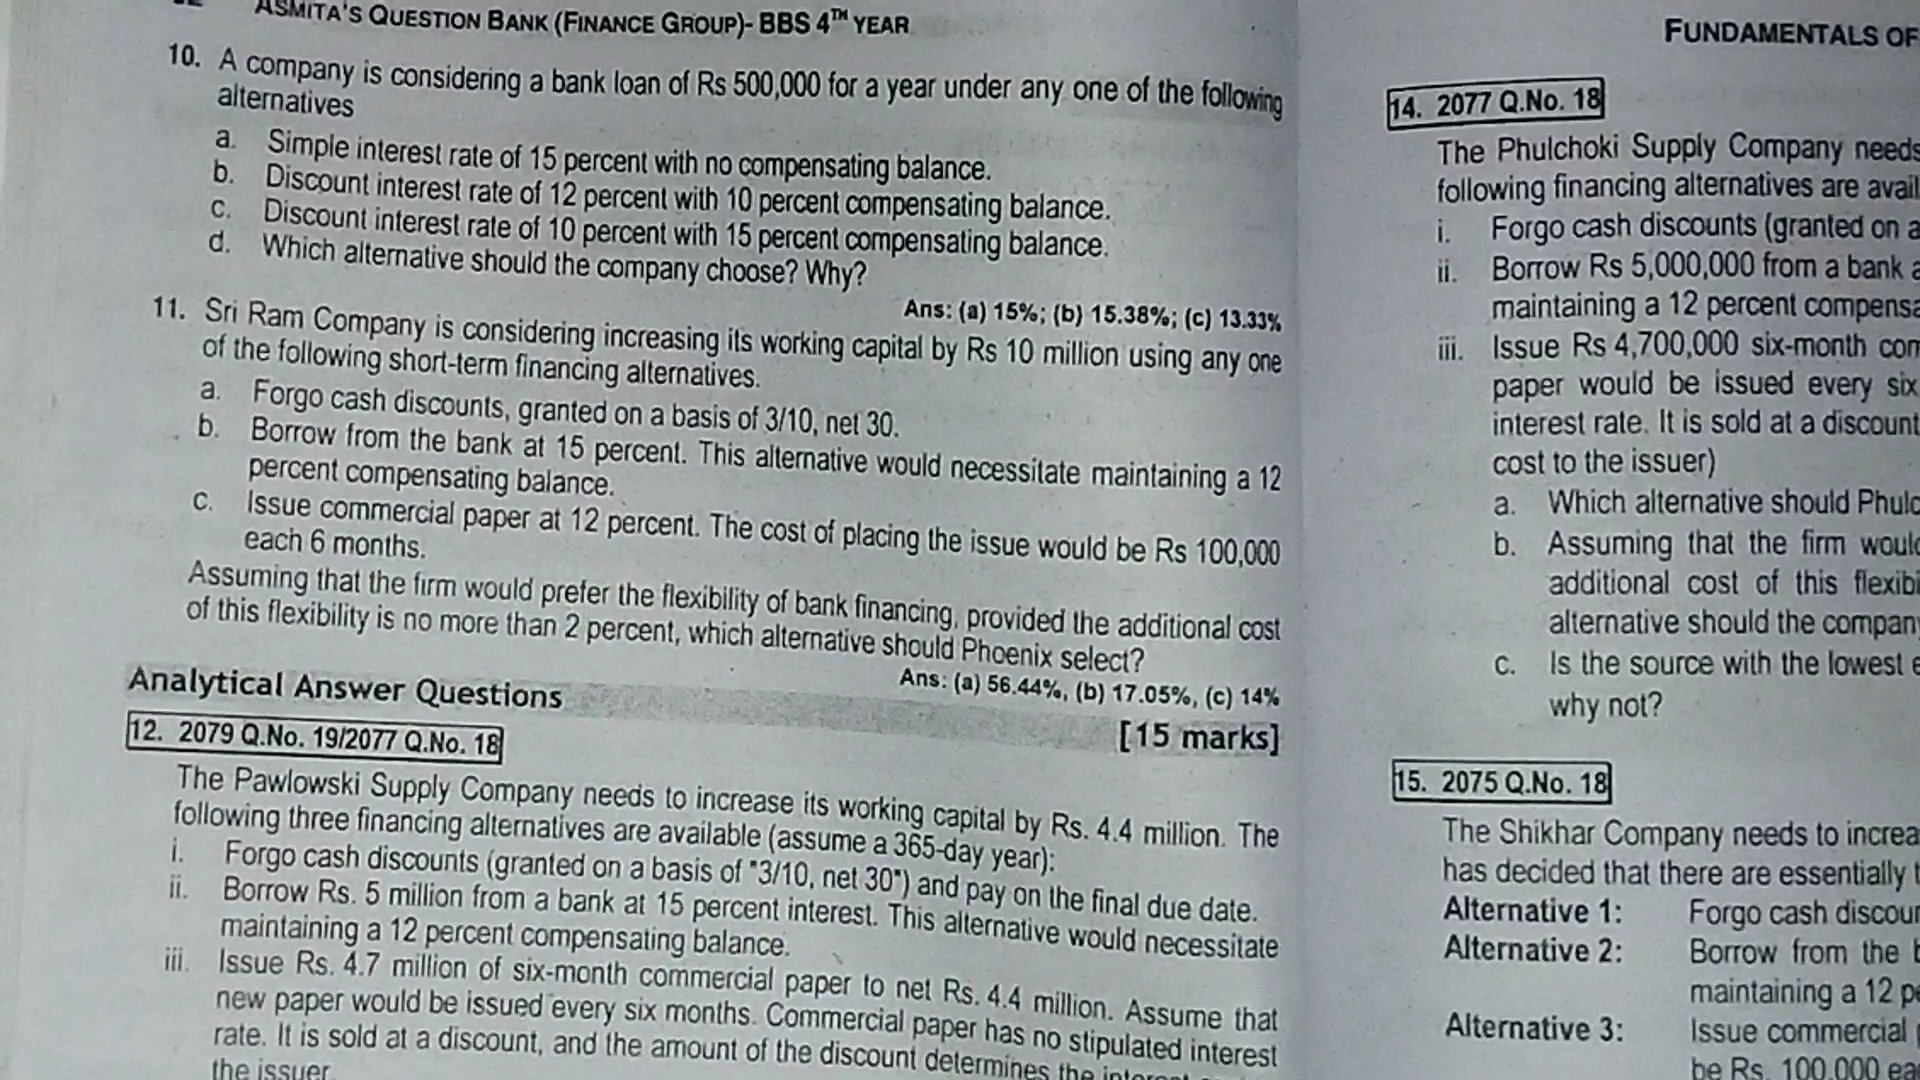 ASMITA'S QUESTION BANK (FINANCE GROUP)- BBS 4TH YEAR
10. A company is considering a bank loan of Rs 500,000 for a year under any one of the following
alternatives
a. Simple interest rate of 15 percent with no compensating balance.
b. Discount interest rate of 12 percent with 10 percent compensating balance.
c. Discount interest rate of 10 percent with 15 percent compensating balance.
d. Which alternative should the company choose? Why?
Ans: (a) 15%; (b) 15.38%; (c) 13.33%
11. Sri Ram Company is considering increasing its working capital by Rs 10 million using any one
of the following short-term financing alternatives.
a. Forgo cash discounts, granted on a basis of 3/10, net 30.
b. Borrow from the bank at 15 percent. This alternative would necessitate maintaining a 12
percent compensating balance.
c. Issue commercial paper at 12 percent. The cost of placing the issue would be Rs 100,000
each 6 months.
Assuming that the firm would prefer the flexibility of bank financing, provided the additional cost
of this flexibility is no more than 2 percent, which alternative should Phoenix select?
Ans: (a) 56.44%, (b) 17.05%, (c) 14%
Analytical Answer Questions
[15 marks]
12. 2079 Q.No. 19/2077 Q.No. 18
The Pawlowski Supply Company needs to increase its working capital by Rs. 4.4 million. The
following three financing alternatives are available (assume a 365-day year):
i. Forgo cash discounts (granted on a basis of "3/10, net 30") and pay on the final due date.
ii. Borrow Rs. 5 million from a bank at 15 percent interest. This alternative would necessitate
maintaining a 12 percent compensating balance.
iii. Issue Rs. 4.7 million of six-month commercial paper to net Rs. 4.4 million. Assume that
new paper would be issued every six months. Commercial paper has no stipulated interest
rate. It is sold at a discount, and the amount of the discount determines the
the issuer
FUNDAMENTALS OF
14. 2077 Q.No. 18
The Phulchoki Supply Company needs
following financing alternatives are avail
i. Forgo cash discounts (granted on a
ii. Borrow Rs 5,000,000 from a bank a
maintaining a 12 percent compensa
iii. Issue Rs 4,700,000 six-month com
paper would be issued every six
interest rate. It is sold at a discount
cost to the issuer)
a. Which alternative should Phulc
b. Assuming that the firm would
additional cost of this flexibi
alternative should the company
c. Is the source with the lowest e
why not?
15. 2075 Q.No. 18
The Shikhar Company needs to increa
has decided that there are essentially t
Alternative 1: Forgo cash discour
Alternative 2: Borrow from the b
maintaining a 12 pe
Alternative 3: Issue commercial
be Rs. 100,000 ea